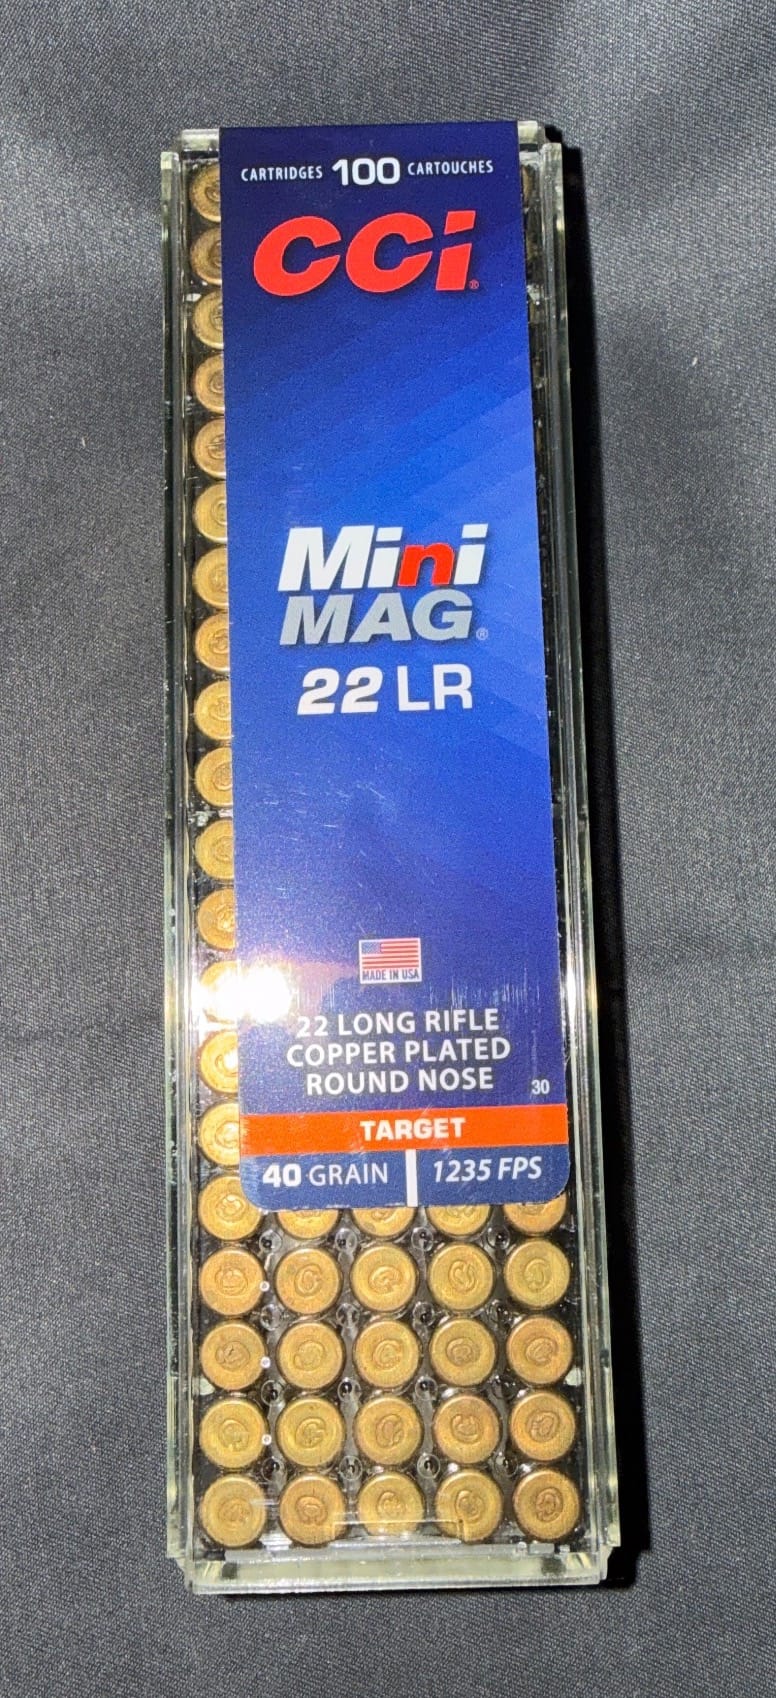 CARTRIDGES 100 CARTOUCHES
CCi®
Mini
MAG®
22 LR
MADE IN USA
22 LONG RIFLE
COPPER PLATED
ROUND NOSE 30
TARGET
40 GRAIN 1235 FPS